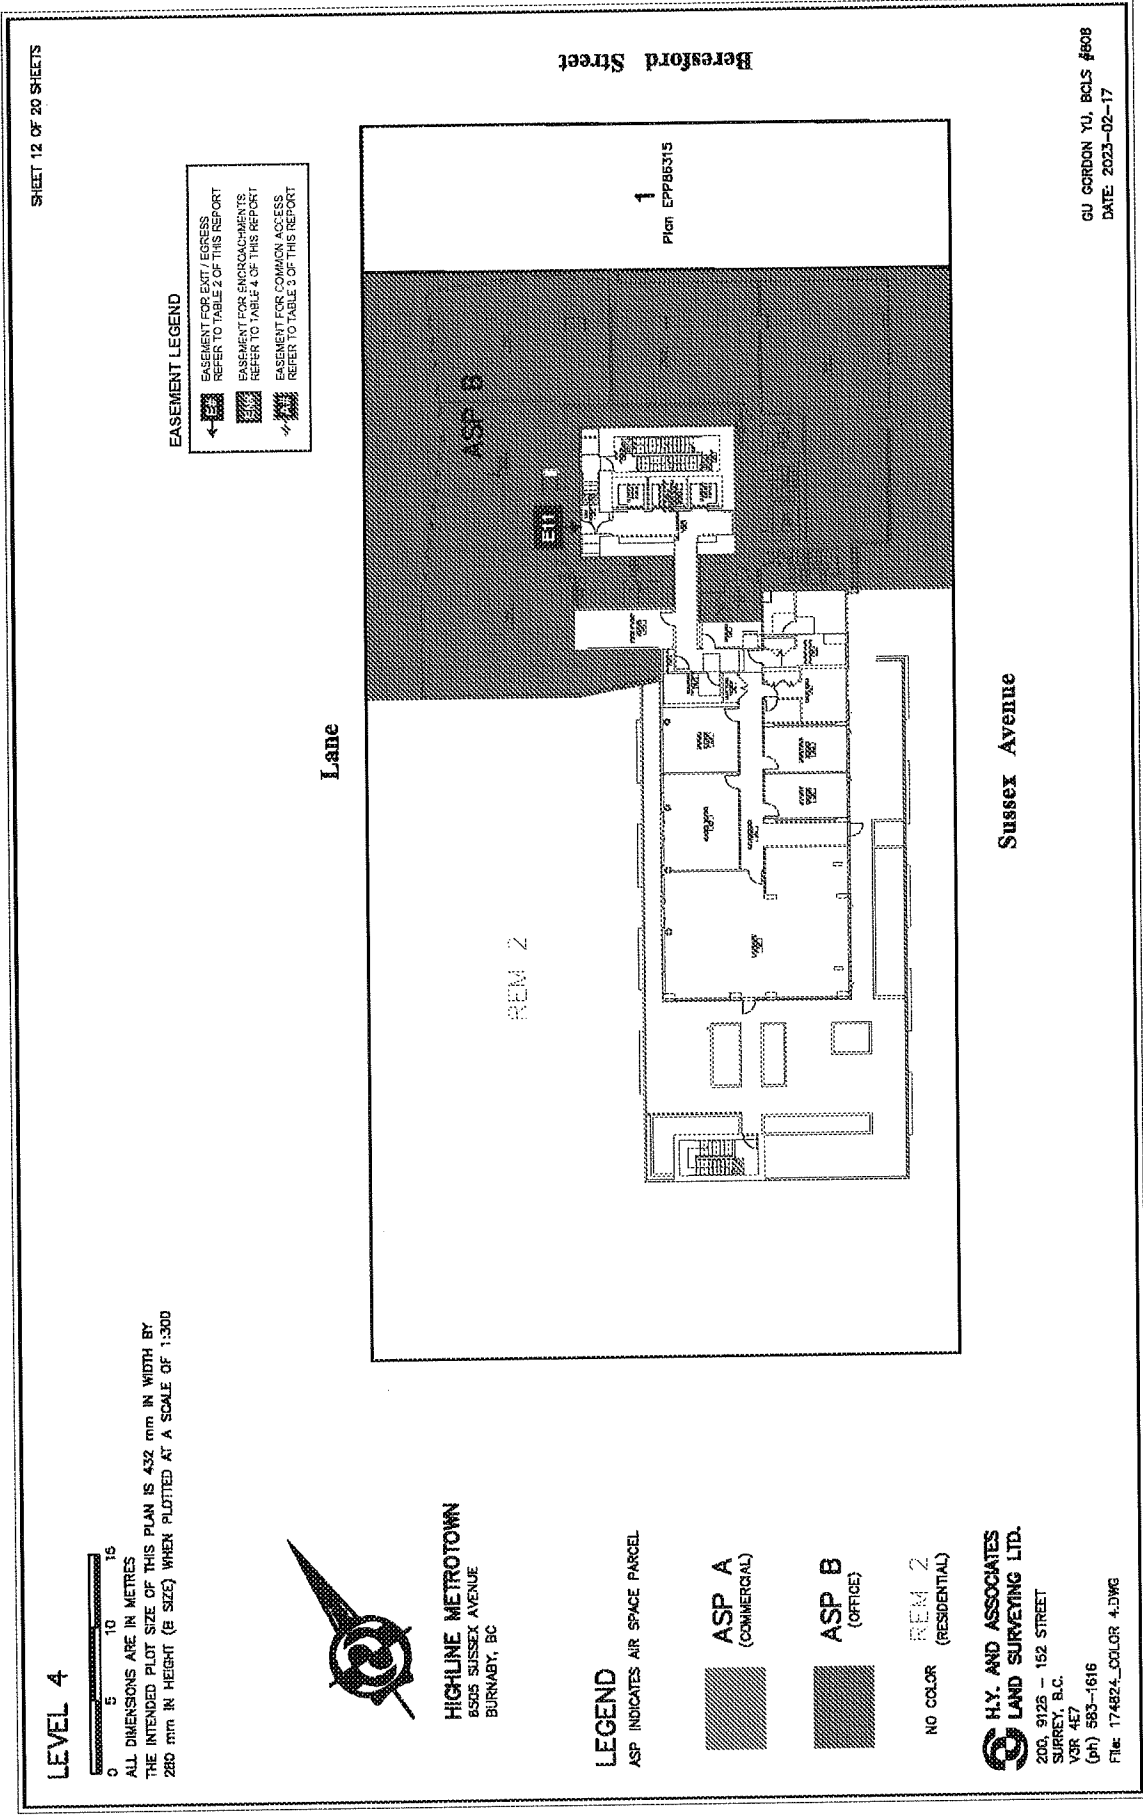 SHEET 12 OF 20 SHEETS
LEVEL 4
0 5 10 15
ALL DIMENSIONS ARE IN METRES
THE INTENDED PLOT SIZE OF THIS PLAN IS 432 mm IN WIDTH BY
280 mm IN HEIGHT (B SIZE) WHEN PLOTTED AT A SCALE OF 1:300
EASEMENT LEGEND
EASEMENT FOR EXIT / EGRESS
REFER TO TABLE 2 OF THIS REPORT
EASEMENT FOR ENCROACHMENTS
REFER TO TABLE 4 OF THIS REPORT
EASEMENT FOR COMMON ACCESS
REFER TO TABLE 3 OF THIS REPORT
HIGHLINE METROTOWN
6505 SUSSEX AVENUE
BURNABY, BC
Lane
REM 2
ASP B
E11
1
Plan EPP86315
Beresford Street
Sussex Avenue
LEGEND
ASP INDICATES AIR SPACE PARCEL
ASP A
(COMMERCIAL)
ASP B
(OFFICE)
NO COLOR
REM 2
(RESIDENTIAL)
H.Y. AND ASSOCIATES
LAND SURVEYING LTD.
200, 9128 – 152 STREET
SURREY, B.C.
V3R 4E7
(ph) 583-1616
File: 174824_COLOR 4.DWG
GU GORDON YU, BCLS #808
DATE: 2023-02-17